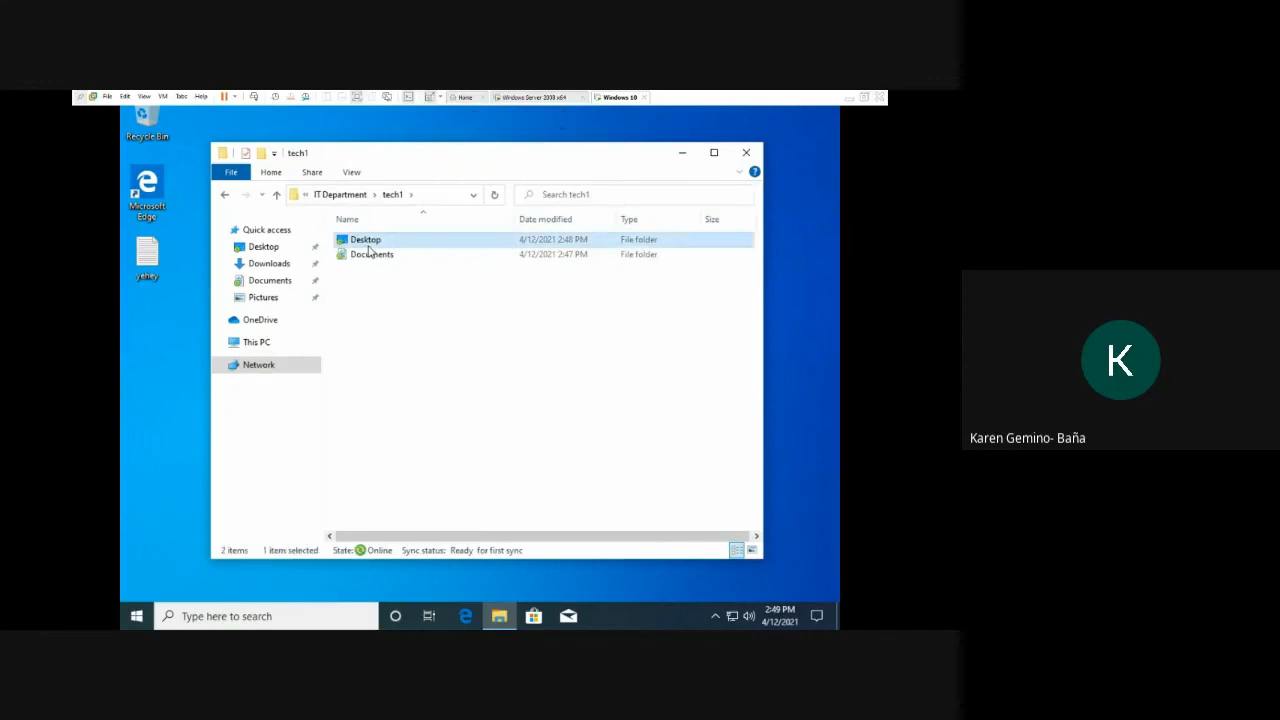 File Edit View VM Tabs Help Home Windows Server 2008 x64 Windows 10
Recycle Bin
Microsoft
Edge
yehey
tech1
File Home Share View
IT Department tech1 Search tech1
Name Date modified Type Size
Quick access
Desktop
Downloads
Documents
Pictures
OneDrive
This PC
Network
Desktop 4/12/2021 2:48 PM File folder
Documents 4/12/2021 2:47 PM File folder
2 items 1 item selected State: Online Sync status: Ready for first sync
Type here to search
2:49 PM
4/12/2021
K
Karen Gemino- Baña